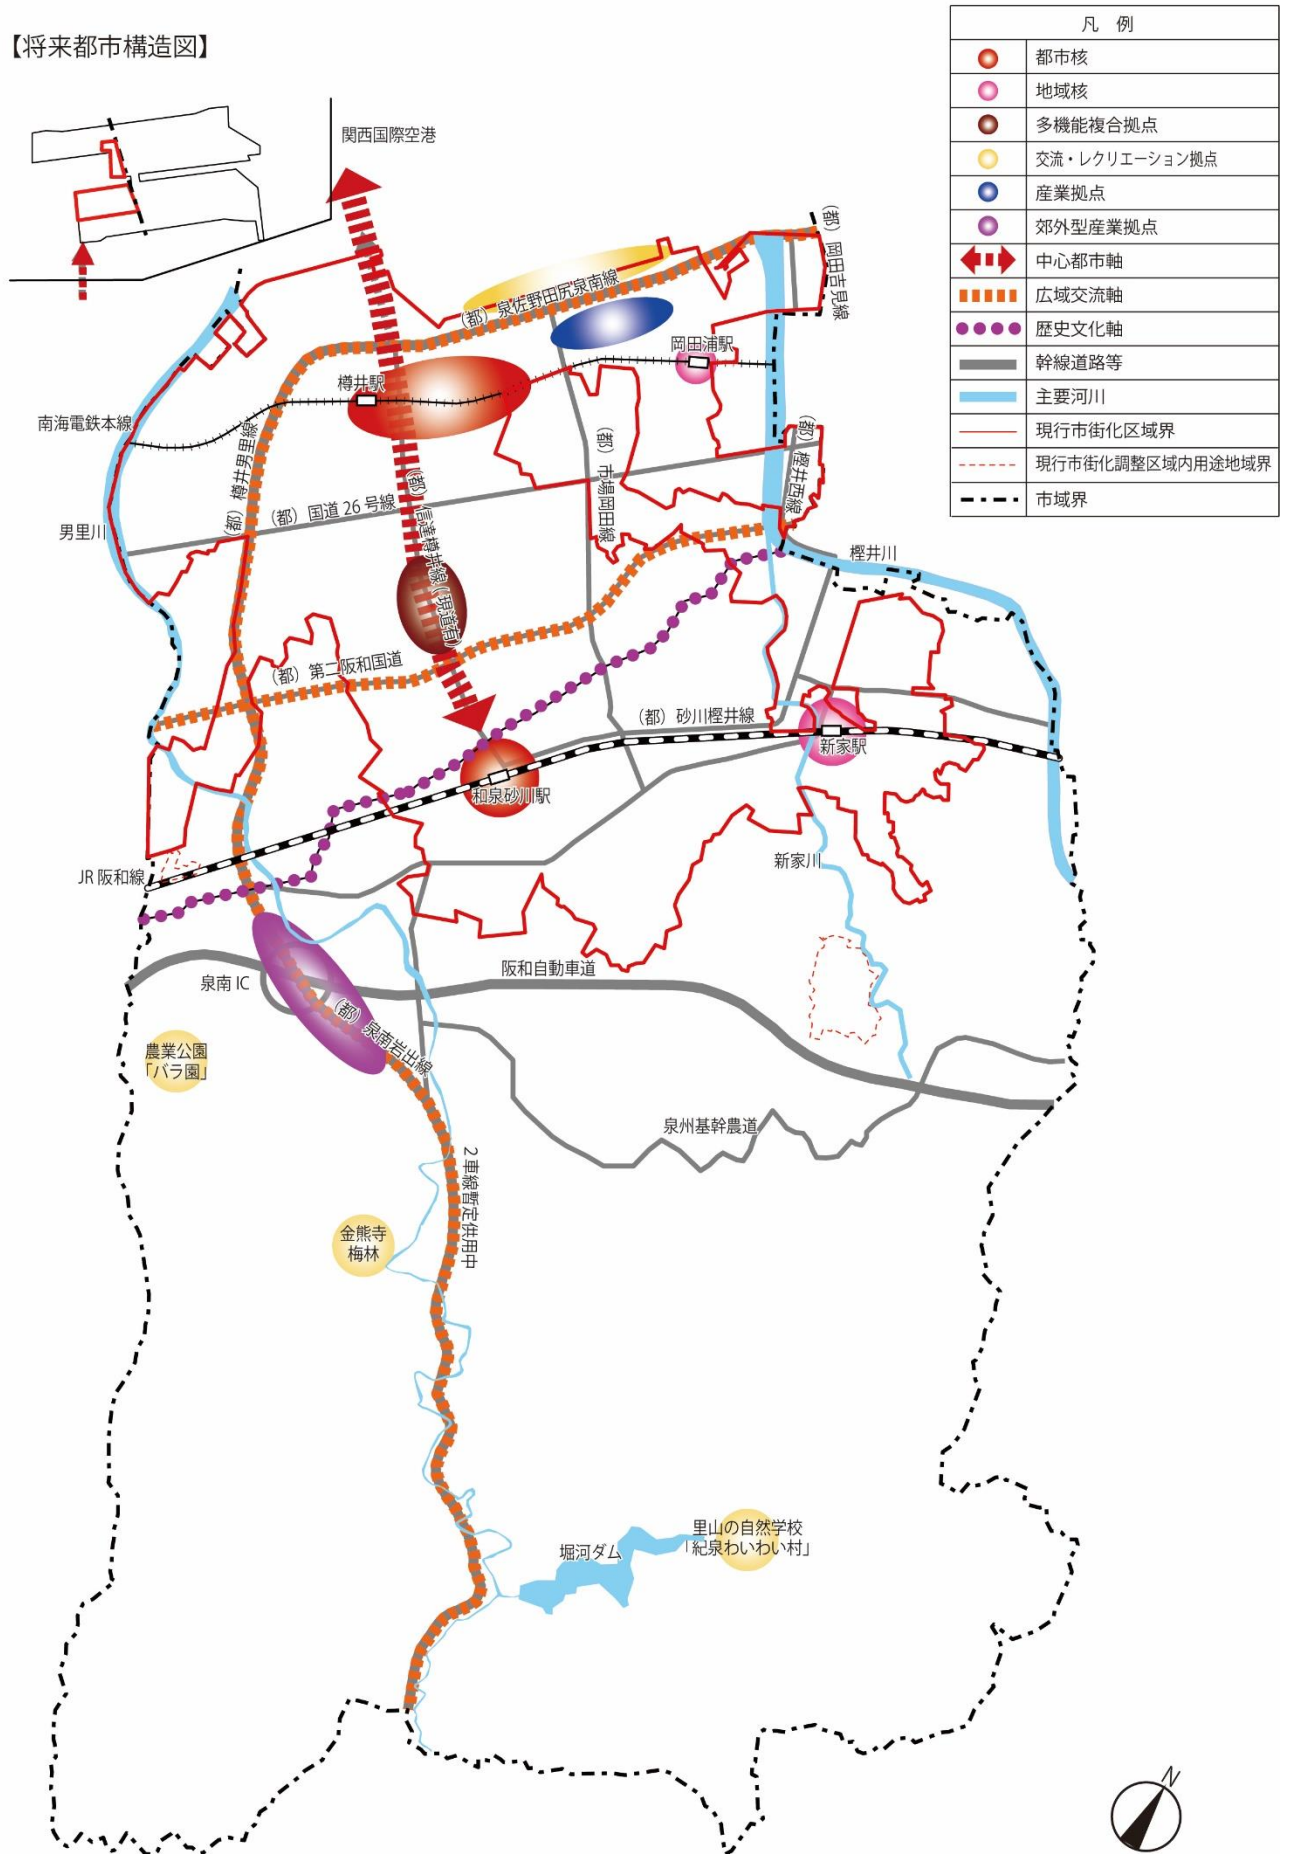 【将来都市構造図】
凡 例
都市核
地域核
多機能複合拠点
交流・レクリエーション拠点
産業拠点
郊外型産業拠点
中心都市軸
広域交流軸
歴史文化軸
幹線道路等
主要河川
現行市街化区域界
現行市街化調整区域内用途地域界
市域界
関西国際空港
(都) 岡田吉見線
(都) 泉佐野田尻泉南線
岡田浦駅
樽井駅
南海電鉄本線
(都) 樽井男里線
(都) 国道 26 号線
(都) 信達樽井線 (現道有)
(都) 市場岡田線
(都) 樫井西線
男里川
樫井川
(都) 第二阪和国道
(都) 砂川樫井線
新家駅
和泉砂川駅
JR 阪和線
新家川
泉南 IC
阪和自動車道
(都) 泉南岩出線
農業公園
「バラ園」
泉州基幹農道
2車線暫定供用中
金熊寺
梅林
里山の自然学校
「紀泉わいわい村」
堀河ダム
N